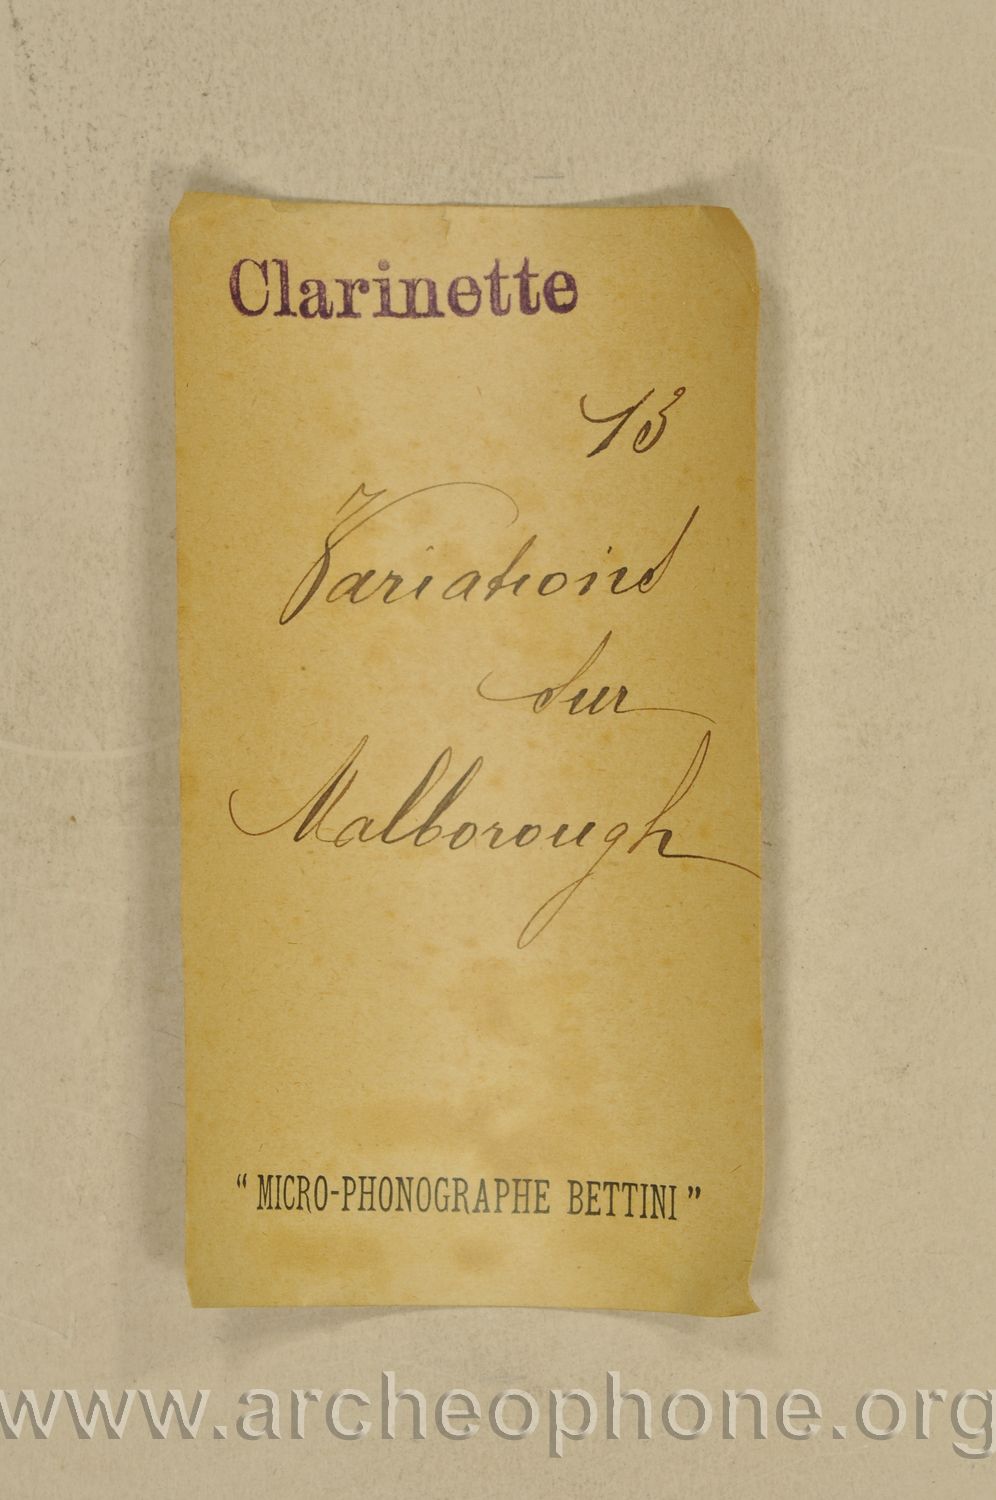 Clarinette
13
Variations
sur
Malborough
“ MICRO-PHONOGRAPHE BETTINI ”
www.archeophone.org